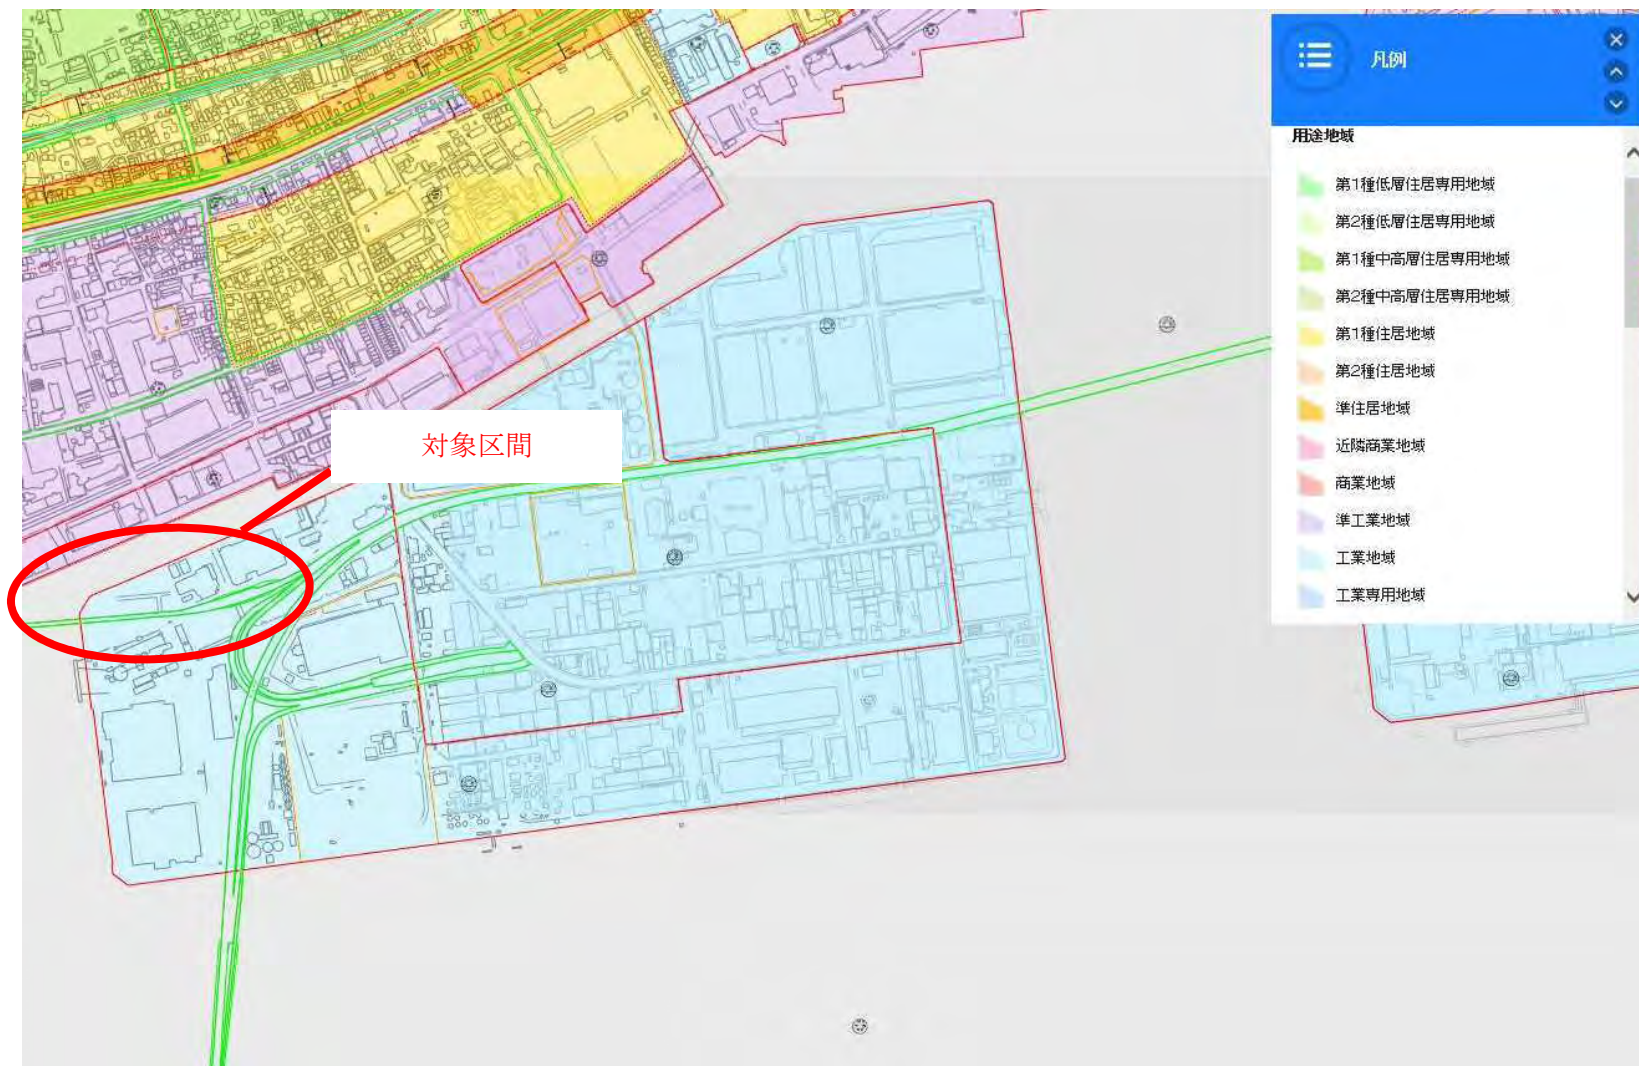 凡例
用途地域
第1種低層住居専用地域
第2種低層住居専用地域
第1種中高層住居専用地域
第2種中高層住居専用地域
第1種住居地域
第2種住居地域
準住居地域
近隣商業地域
商業地域
準工業地域
工業地域
工業専用地域
対象区間